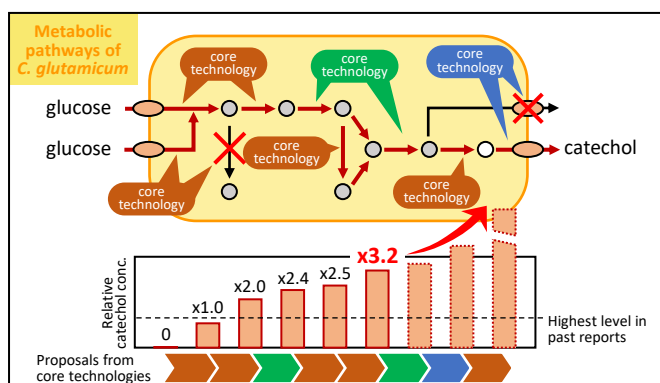 Metabolic
pathways of
C. glutamicum
core
technology
core
technology
core
technology
glucose
glucose
core
technology
catechol
core
technology
core
technology
Relative
catechol conc.
0
x1.0
x2.0
x2.4
x2.5
x3.2
Highest level in
past reports
Proposals from
core technologies